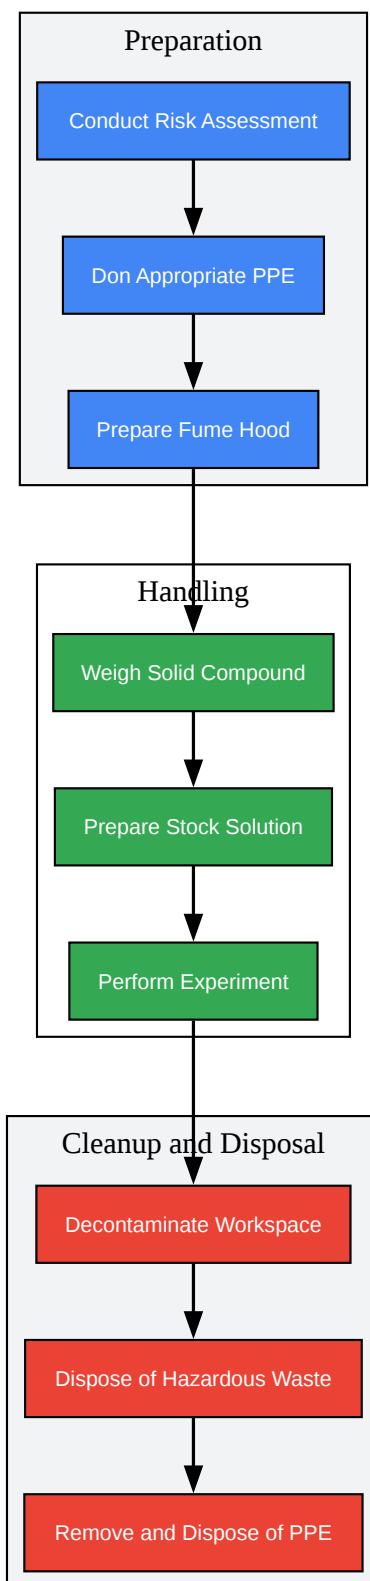 Preparation
Conduct Risk Assessment
Don Appropriate PPE
Prepare Fume Hood
Handling
Weigh Solid Compound
Prepare Stock Solution
Perform Experiment
Cleanup and Disposal
Decontaminate Workspace
Dispose of Hazardous Waste
Remove and Dispose of PPE